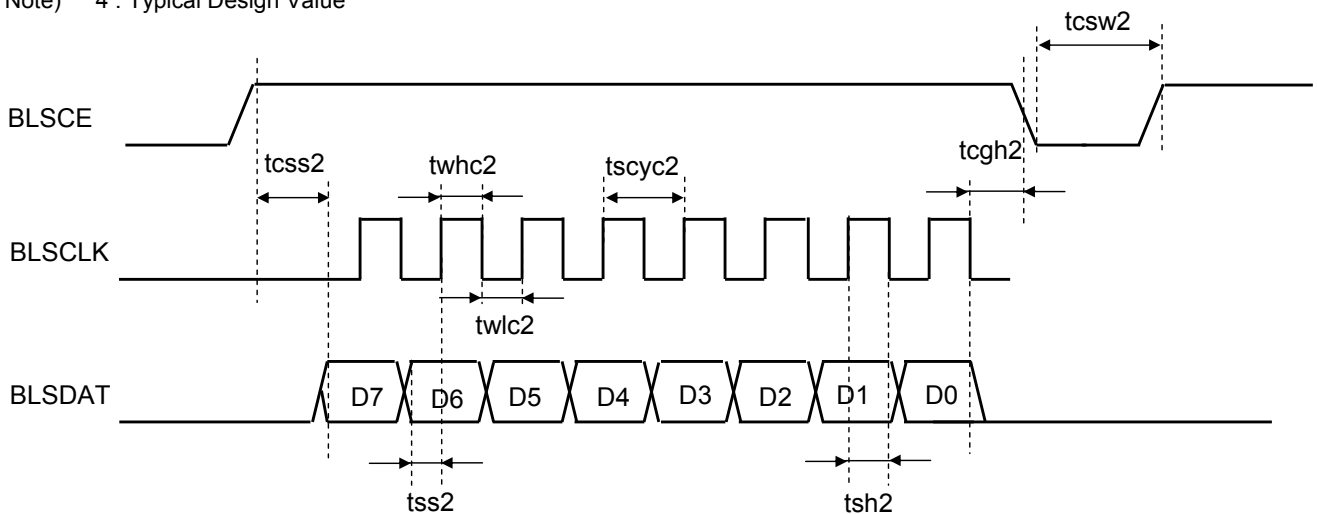 Note) 4 : Typical Design Value
tcsw2
BLSCE
tcss2 twhc2 tscyc2 tcgh2
BLSCLK
twlc2
BLSDAT D7 D6 D5 D4 D3 D2 D1 D0
tss2 tsh2